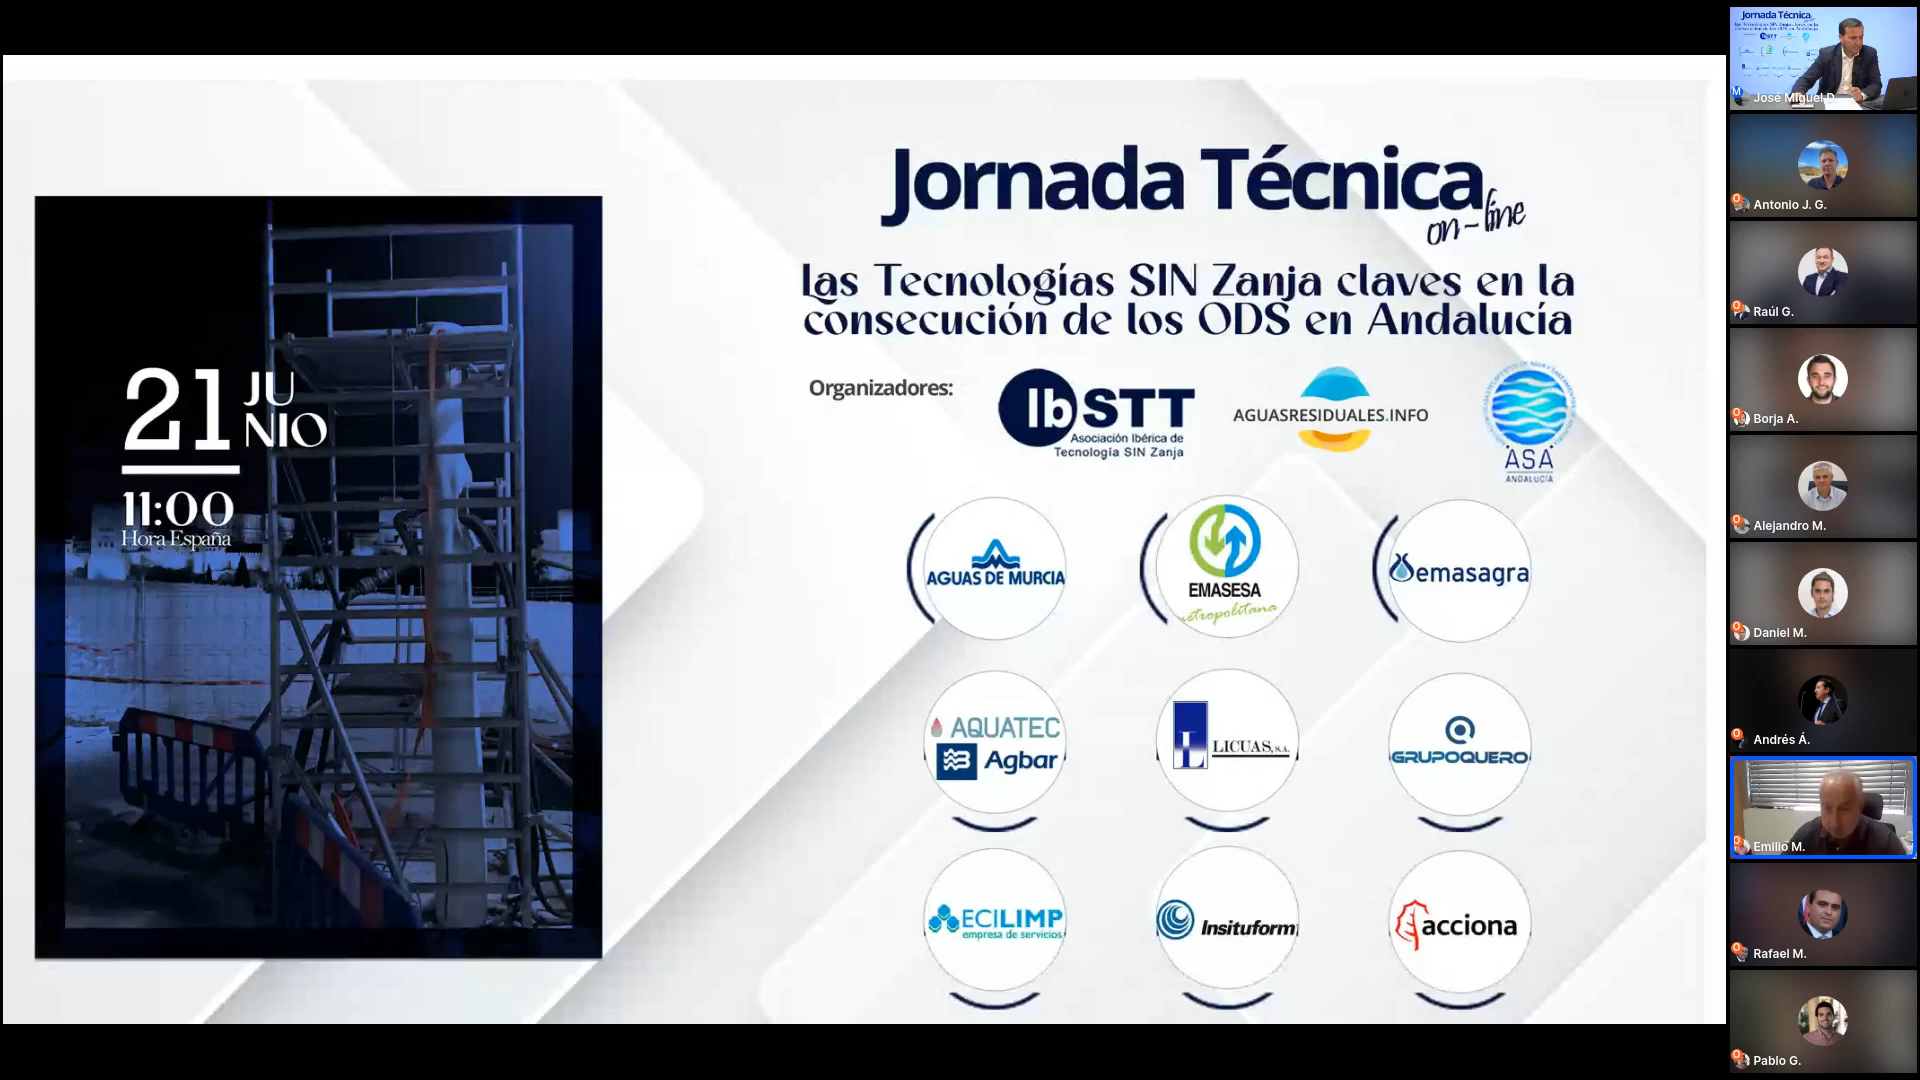 Jornada Técnica
on-line
Las Tecnologías SIN Zanja claves en la
consecución de los ODS en Andalucía
21 JU
NIO
11:00
Hora España
Organizadores:
IbSTT
Asociación Ibérica de
Tecnología SIN Zanja
AGUASRESIDUALES.INFO
ASA
ANDALUCÍA
AGUAS DE MURCIA
EMASESA
metropolitana
emasagra
AQUATEC
Agbar
L LICUAS, S.A.
GRUPOQUERO
ECILIMP
empresa de servicios
Insituform
acciona
Jornada Técnica
José Miguel D.
Antonio J. G.
Raúl G.
Borja A.
Alejandro M.
Daniel M.
Andrés Á.
Emilio M.
Rafael M.
Pablo G.